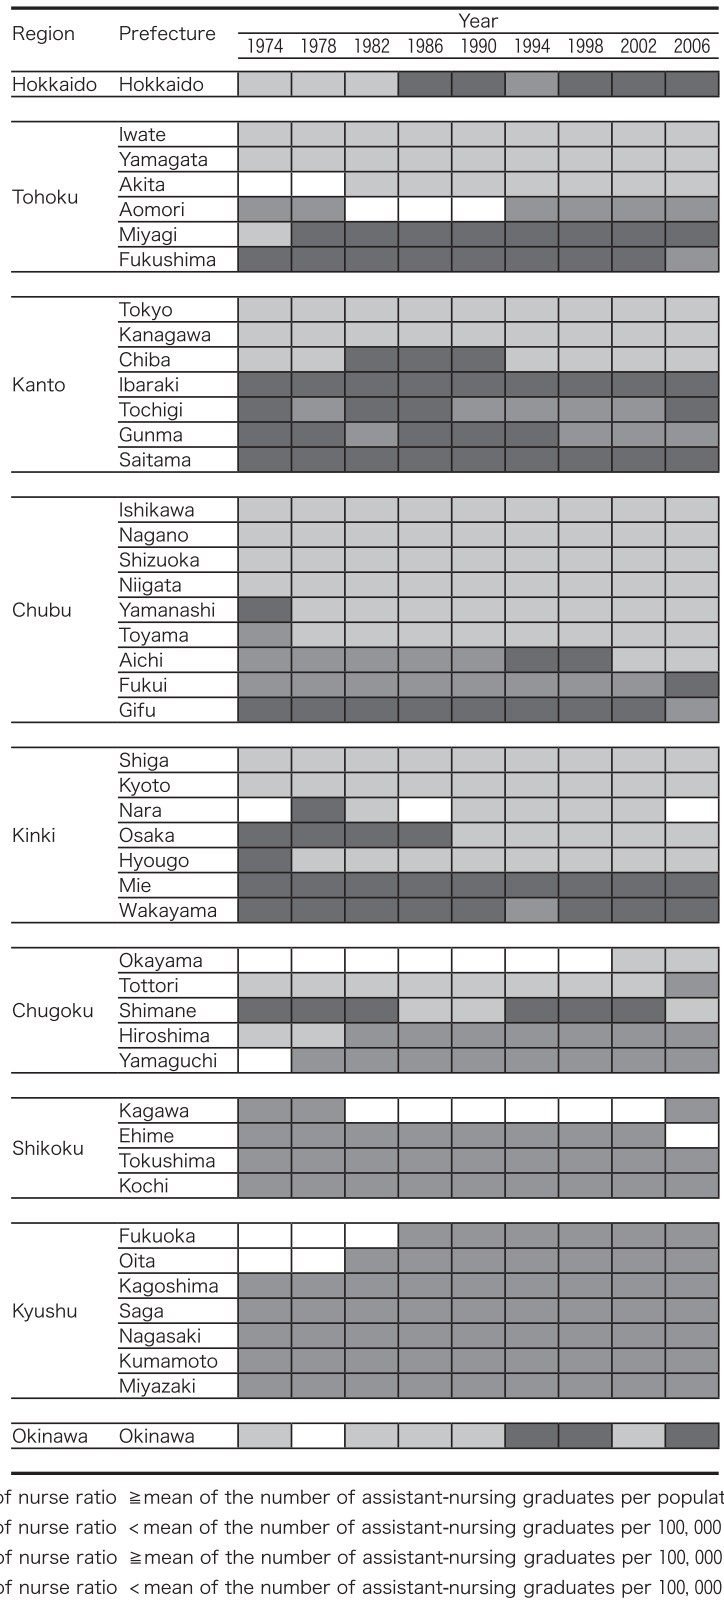 Region Prefecture Year
1974 1978 1982 1986 1990 1994 1998 2002 2006
Hokkaido Hokkaido
Tohoku
Iwate
Yamagata
Akita
Aomori
Miyagi
Fukushima
Kanto
Tokyo
Kanagawa
Chiba
Ibaraki
Tochigi
Gunma
Saitama
Chubu
Ishikawa
Nagano
Shizuoka
Niigata
Yamanashi
Toyama
Aichi
Fukui
Gifu
Kinki
Shiga
Kyoto
Nara
Osaka
Hyougo
Mie
Wakayama
Chugoku
Okayama
Tottori
Shimane
Hiroshima
Yamaguchi
Shikoku
Kagawa
Ehime
Tokushima
Kochi
Kyushu
Fukuoka
Oita
Kagoshima
Saga
Nagasaki
Kumamoto
Miyazaki
Okinawa Okinawa
of nurse ratio ≧mean of the number of assistant-nursing graduates per populat
of nurse ratio <mean of the number of assistant-nursing graduates per 100,000
of nurse ratio ≧mean of the number of assistant-nursing graduates per 100,000
of nurse ratio <mean of the number of assistant-nursing graduates per 100,000